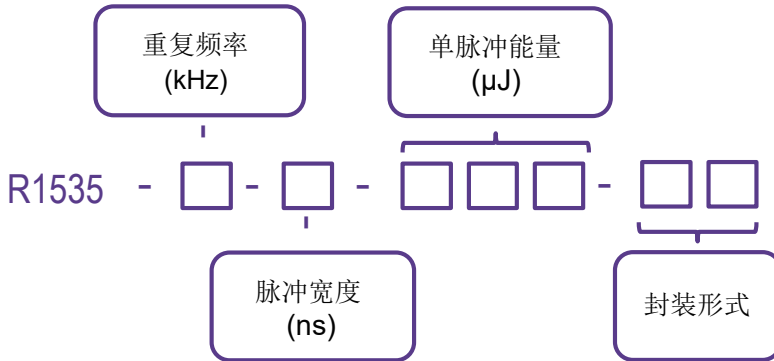 重复频率
(kHz)
单脉冲能量
(μJ)
R1535 - - - -
脉冲宽度
(ns)
封装形式